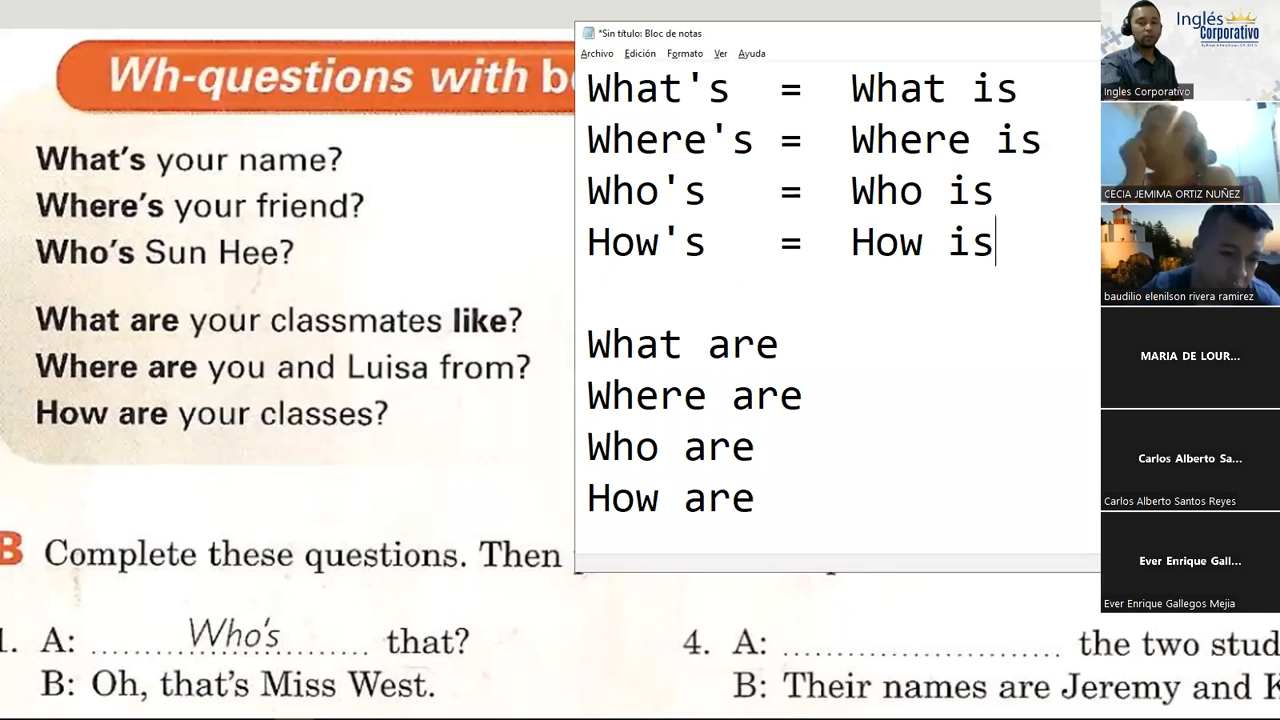 Wh-questions with b
What's your name?
Where's your friend?
Who's Sun Hee?
What are your classmates like?
Where are you and Luisa from?
How are your classes?
B Complete these questions. Then
1. A: Who's that?
B: Oh, that's Miss West.
4. A: the two stud
B: Their names are Jeremy and K
*Sin título: Bloc de notas
Archivo Edición Formato Ver Ayuda
What's = What is
Where's = Where is
Who's = Who is
How's = How is
What are
Where are
Who are
How are
Inglés
Corporativo
Ingles Corporativo
CECIA JEMIMA ORTIZ NUÑEZ
baudilio elenilson rivera ramirez
MARIA DE LOUR...
Carlos Alberto Sa...
Carlos Alberto Santos Reyes
Ever Enrique Gall...
Ever Enrique Gallegos Mejia